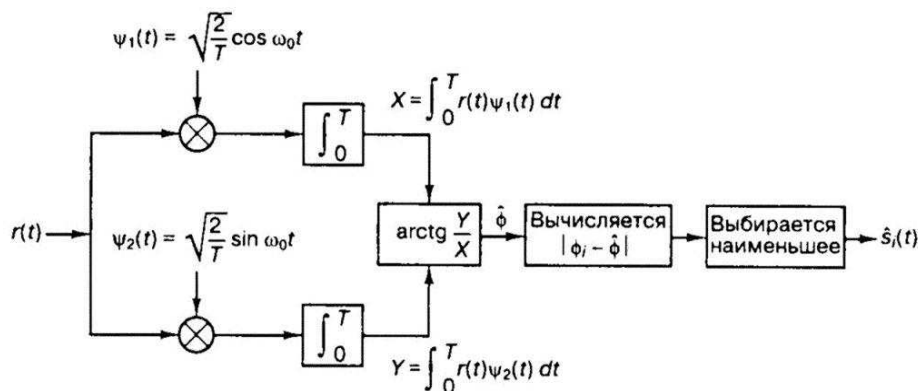 ψ₁(t) = √(2/T) cos ω₀t
X = ∫₀ᵀ r(t)ψ₁(t) dt
∫₀ᵀ
r(t)
ψ₂(t) = √(2/T) sin ω₀t
arctg Y/X
ϕ̂
Вычисляется
|ϕᵢ − ϕ̂|
Выбирается
наименьшее
ŝᵢ(t)
∫₀ᵀ
Y = ∫₀ᵀ r(t)ψ₂(t) dt